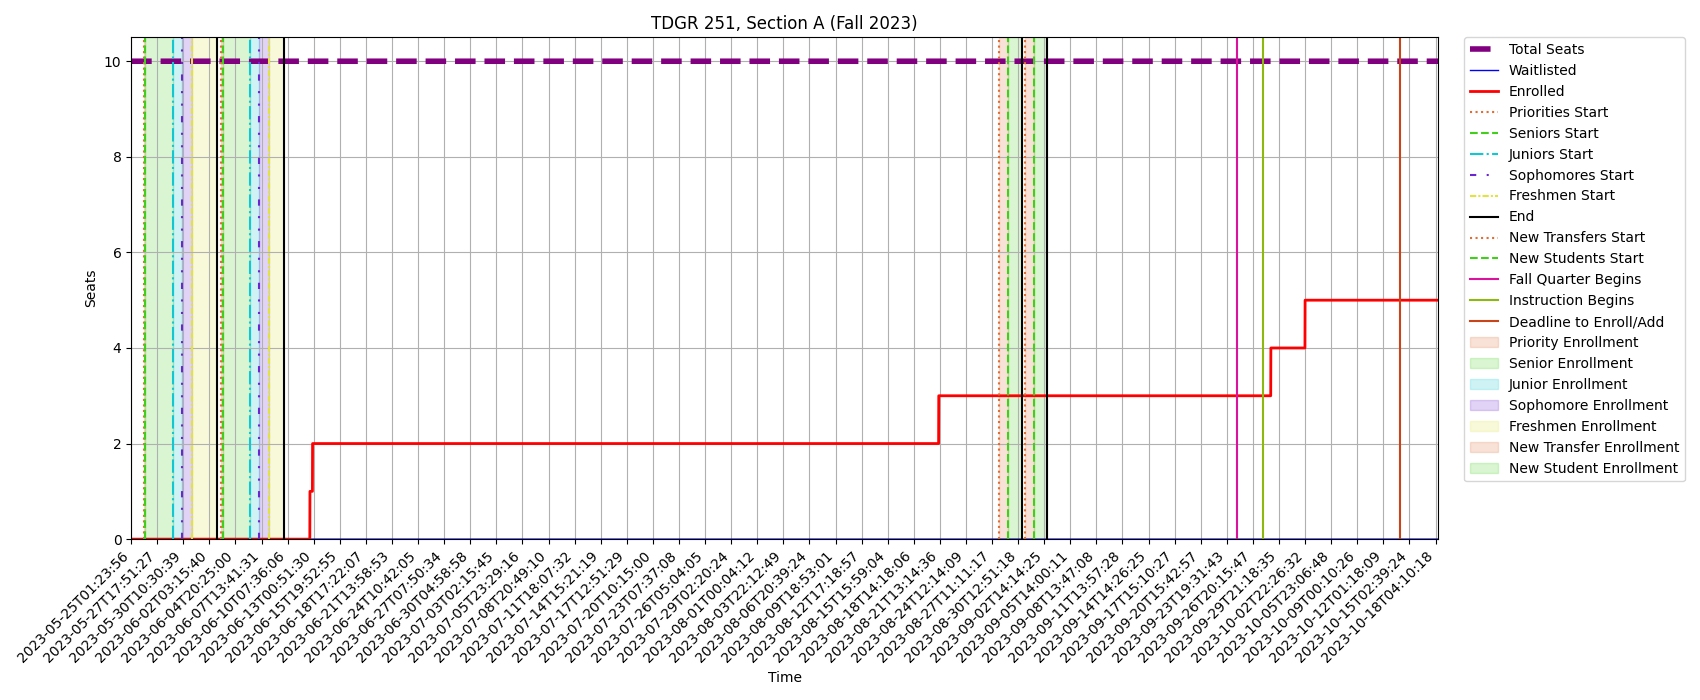 TDGR 251, Section A (Fall 2023)
10
8
6
4
2
0
Seats
2023-05-25T01:23:56
2023-05-27T17:51:27
2023-05-30T10:30:39
2023-06-02T03:15:40
2023-06-04T20:25:00
2023-06-07T13:41:31
2023-06-10T07:36:06
2023-06-13T00:51:30
2023-06-15T19:52:55
2023-06-18T17:22:07
2023-06-21T13:58:53
2023-06-24T10:42:05
2023-06-27T07:50:34
2023-06-30T04:58:58
2023-07-03T02:15:45
2023-07-05T23:29:16
2023-07-08T20:49:10
2023-07-11T18:07:32
2023-07-14T15:21:19
2023-07-17T12:51:29
2023-07-20T10:15:00
2023-07-23T07:37:08
2023-07-26T05:04:05
2023-07-29T02:20:24
2023-08-01T00:04:12
2023-08-03T22:12:49
2023-08-06T20:39:24
2023-08-09T18:53:01
2023-08-12T17:18:57
2023-08-15T15:59:04
2023-08-18T14:18:06
2023-08-21T13:14:36
2023-08-24T12:14:09
2023-08-27T11:11:17
2023-08-30T12:51:18
2023-09-02T14:14:25
2023-09-05T14:00:11
2023-09-08T13:47:08
2023-09-11T13:57:28
2023-09-14T14:26:25
2023-09-17T15:10:27
2023-09-20T15:42:57
2023-09-23T19:31:43
2023-09-26T20:15:47
2023-09-29T21:18:35
2023-10-02T22:26:32
2023-10-05T23:06:48
2023-10-09T00:10:26
2023-10-12T01:18:09
2023-10-15T02:39:24
2023-10-18T04:10:18
Time
Total Seats
Waitlisted
Enrolled
Priorities Start
Seniors Start
Juniors Start
Sophomores Start
Freshmen Start
End
New Transfers Start
New Students Start
Fall Quarter Begins
Instruction Begins
Deadline to Enroll/Add
Priority Enrollment
Senior Enrollment
Junior Enrollment
Sophomore Enrollment
Freshmen Enrollment
New Transfer Enrollment
New Student Enrollment